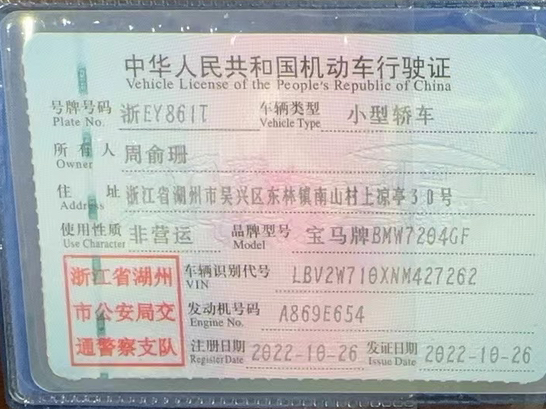 中华人民共和国机动车行驶证
Vehicle License of the People's Republic of China
号牌号码 浙EY861T 车辆类型 小型轿车
Plate No. Vehicle Type
所有人 周俞珊
Owner
住址 浙江省湖州市吴兴区东林镇南山村上凉亭30号
Address
使用性质 非营运 品牌型号 宝马牌BMW7204GF
Use Character Model
浙江省湖州
市公安局交
通警察支队
车辆识别代号 LBV2W710XNM427262
VIN
发动机号码 A869E654
Engine No.
注册日期 2022-10-26 发证日期 2022-10-26
Register Date Issue Date